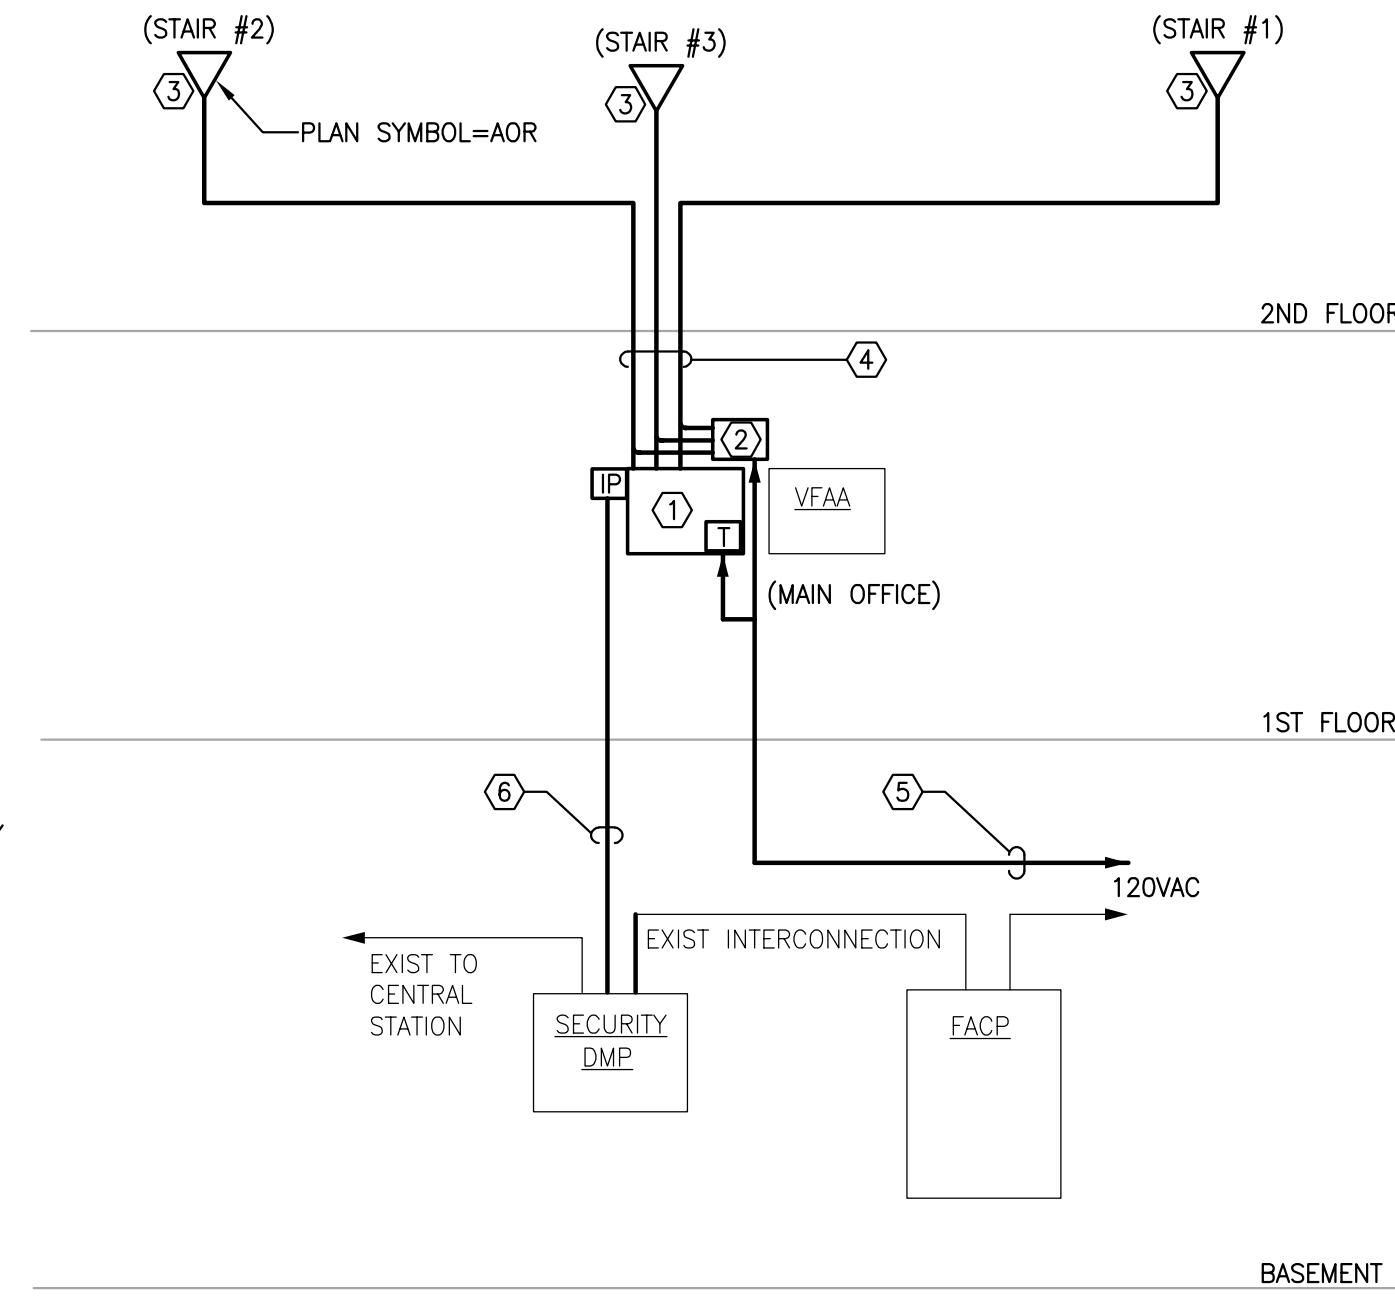 (STAIR #2)
(STAIR #3)
(STAIR #1)
3
3
3
PLAN SYMBOL=AOR
2ND FLOOR
4
2
IP
1
VFAA
T
(MAIN OFFICE)
1ST FLOOR
6
5
120VAC
EXIST INTERCONNECTION
EXIST TO
CENTRAL
STATION
SECURITY
DMP
FACP
BASEMENT